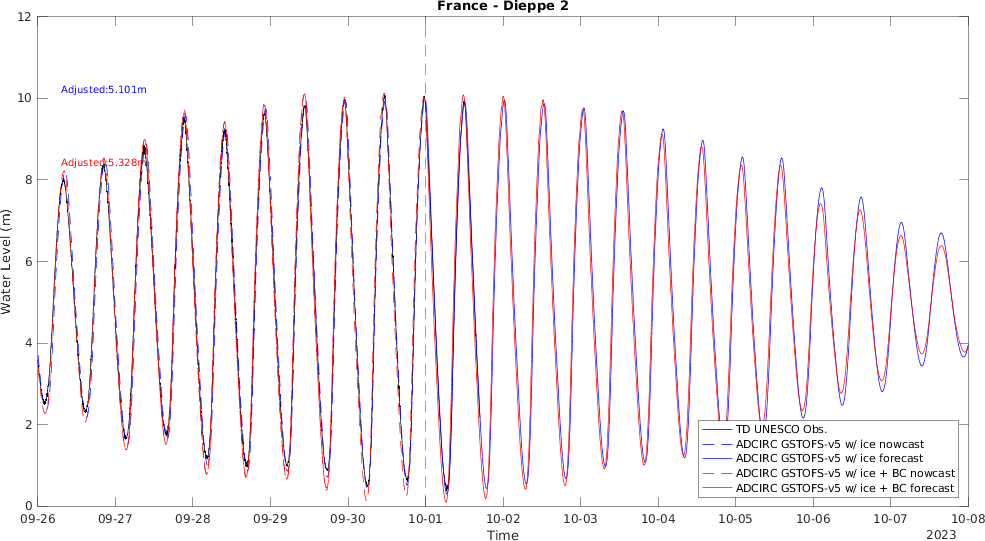 France - Dieppe 2
12
10
8
6
4
2
0
Water Level (m)
Adjusted:5.101m
Adjusted:5.328m
TD UNESCO Obs.
ADCIRC GSTOFS-v5 w/ ice nowcast
ADCIRC GSTOFS-v5 w/ ice forecast
ADCIRC GSTOFS-v5 w/ ice + BC nowcast
ADCIRC GSTOFS-v5 w/ ice + BC forecast
09-26 09-27 09-28 09-29 09-30 10-01 10-02 10-03 10-04 10-05 10-06 10-07 10-08
Time
2023